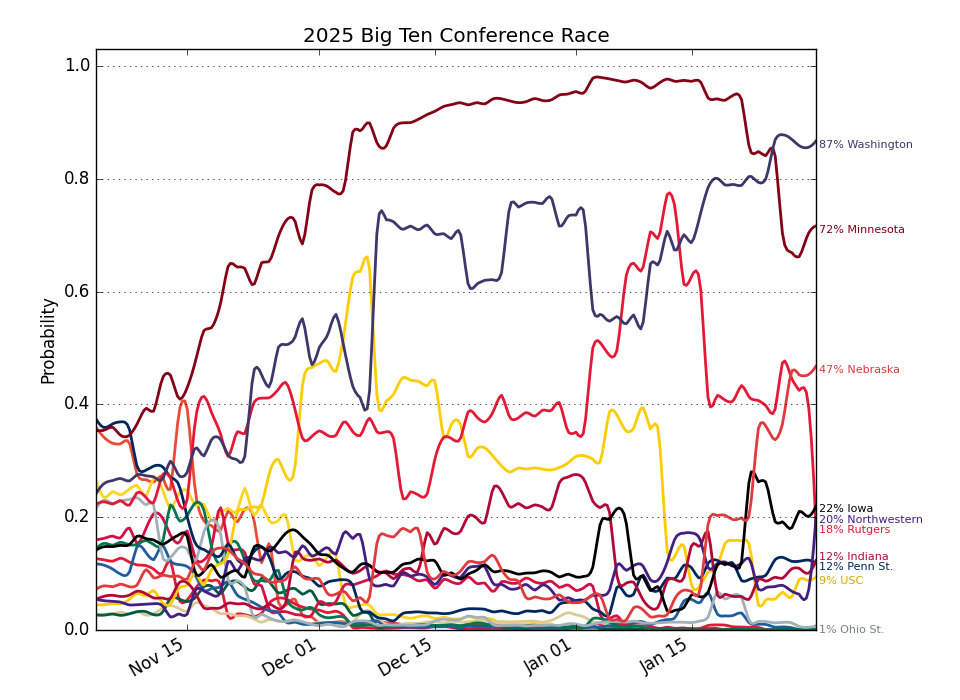 2025 Big Ten Conference Race
Probability
1.0
0.8
0.6
0.4
0.2
0.0
Nov 15
Dec 01
Dec 15
Jan 01
Jan 15
87% Washington
72% Minnesota
47% Nebraska
22% Iowa
20% Northwestern
18% Rutgers
12% Indiana
12% Penn St.
9% USC
1% Ohio St.